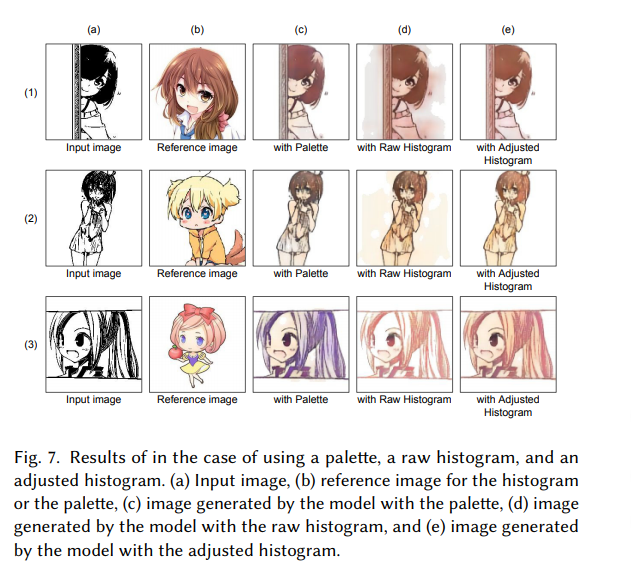 (a) (b) (c) (d) (e)
(1)
Input image Reference image with Palette with Raw Histogram with Adjusted
Histogram
(2)
Input image Reference image with Palette with Raw Histogram with Adjusted
Histogram
(3)
Input image Reference image with Palette with Raw Histogram with Adjusted
Histogram
Fig. 7. Results of in the case of using a palette, a raw histogram, and an
adjusted histogram. (a) Input image, (b) reference image for the histogram
or the palette, (c) image generated by the model with the palette, (d) image
generated by the model with the raw histogram, and (e) image generated
by the model with the adjusted histogram.